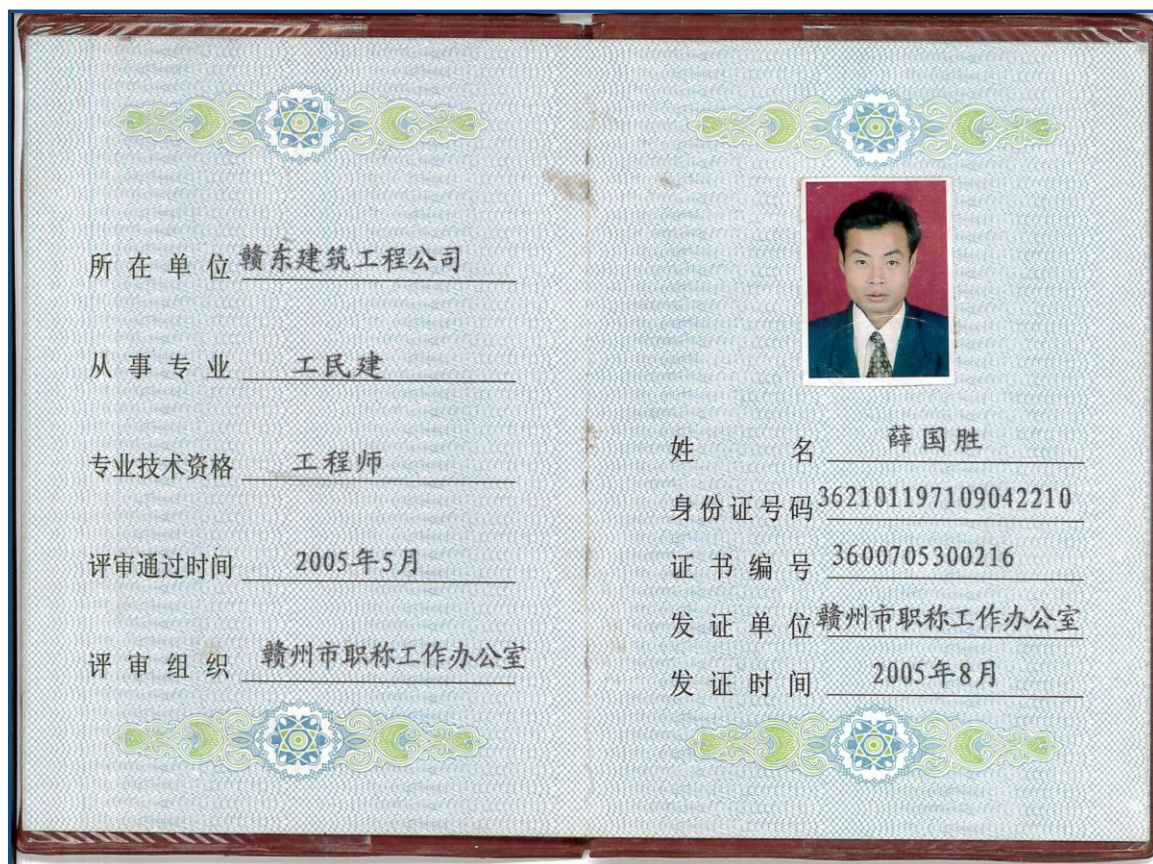 所在单位 赣东建筑工程公司
从事专业 工民建
专业技术资格 工程师
评审通过时间 2005年5月
评审组织 赣州市职称工作办公室
姓名 薛国胜
身份证号码 362101197109042210
证书编号 3600705300216
发证单位 赣州市职称工作办公室
发证时间 2005年8月